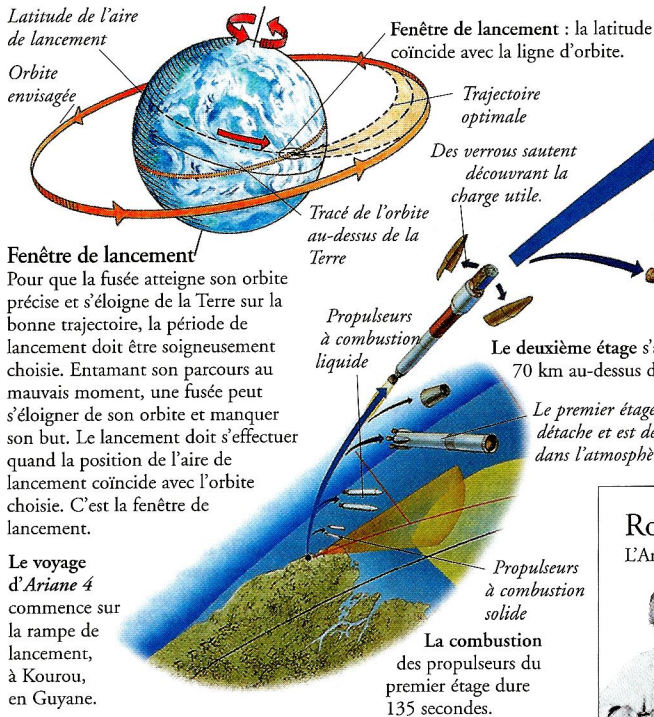 Latitude de l'aire
de lancement
Orbite
envisagée
Fenêtre de lancement : la latitude
coïncide avec la ligne d'orbite.
Trajectoire
optimale
Des verrous sautent
découvrant la
charge utile.
Tracé de l'orbite
au-dessus de la
Terre
Fenêtre de lancement
Pour que la fusée atteigne son orbite
précise et s'éloigne de la Terre sur la
bonne trajectoire, la période de
lancement doit être soigneusement
choisie. Entamant son parcours au
mauvais moment, une fusée peut
s'éloigner de son orbite et manquer
son but. Le lancement doit s'effectuer
quand la position de l'aire de
lancement coïncide avec l'orbite
choisie. C'est la fenêtre de
lancement.
Propulseurs
à combustion
liquide
Le deuxième étage
70 km au-dessus
Le premier étage
détache et est
dans
Le voyage
d'Ariane 4
commence sur
la rampe de
lancement,
à Kourou,
en Guyane.
Propulseurs
à combustion
solide
La combustion
des propulseurs du
premier étage dure
135 secondes.